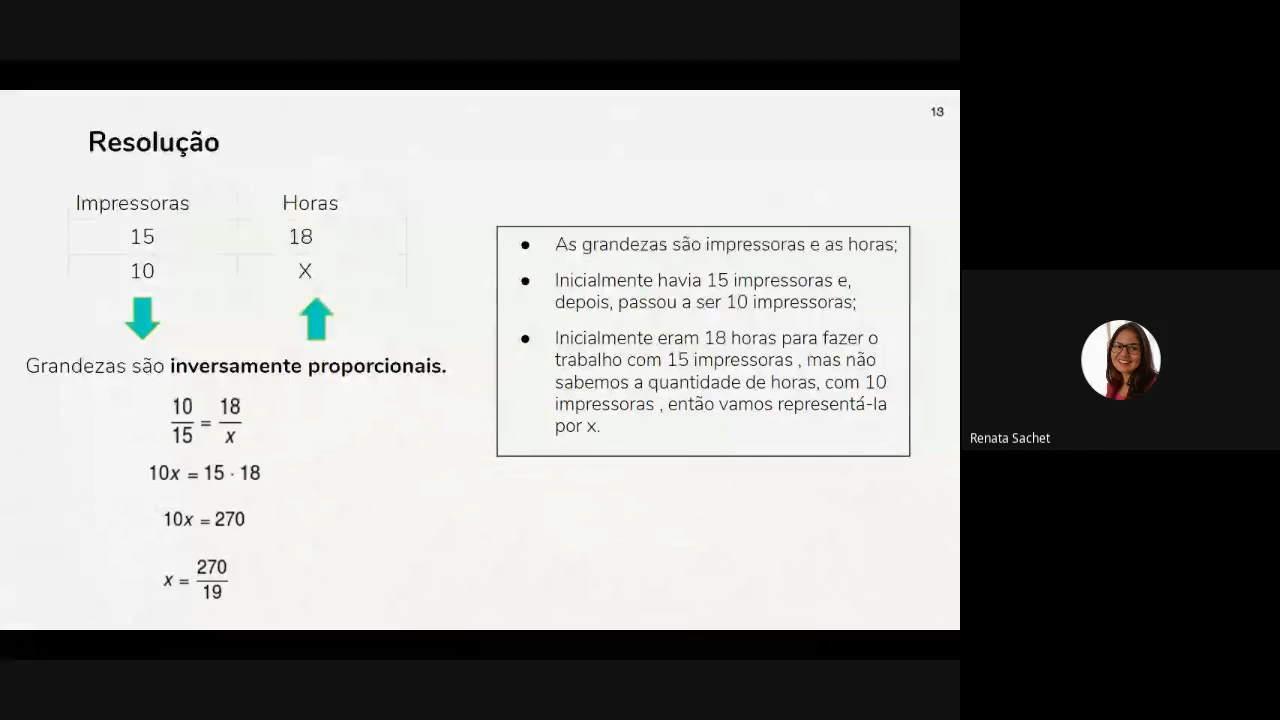 13
Resolução
Impressoras Horas
15 18
10 X
Grandezas são inversamente proporcionais.
10/15 = 18/x
10x = 15 · 18
10x = 270
x = 270/19
● As grandezas são impressoras e as horas;
● Inicialmente havia 15 impressoras e,
depois, passou a ser 10 impressoras;
● Inicialmente eram 18 horas para fazer o
trabalho com 15 impressoras , mas não
sabemos a quantidade de horas, com 10
impressoras , então vamos representá-la
por x.
Renata Sachet